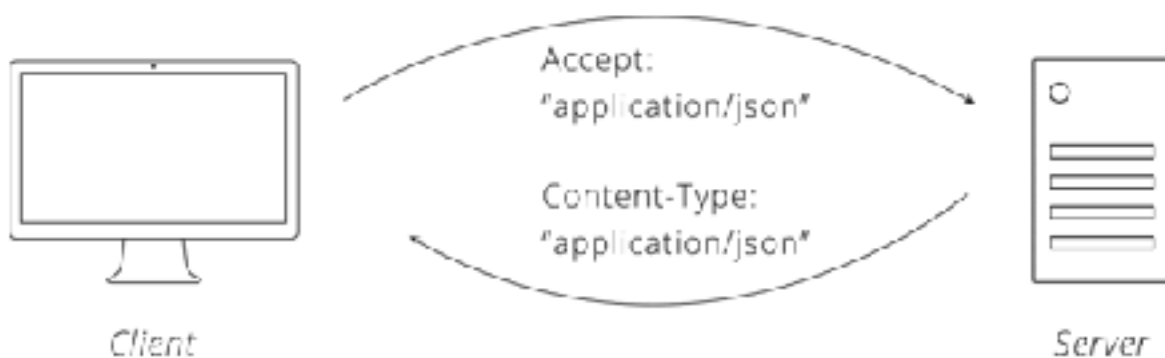 Accept:
"application/json"
Content-Type:
"application/json"
Client
Server